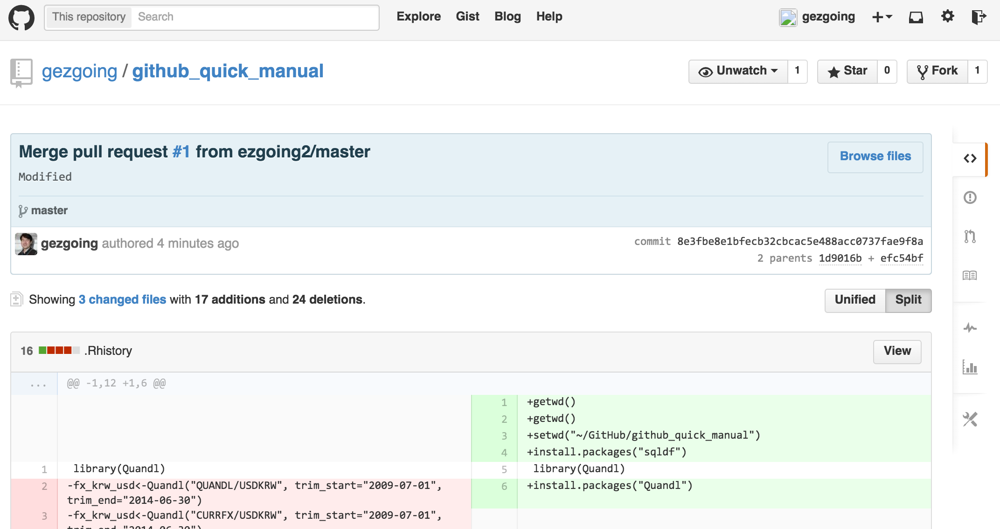 This repository Search Explore Gist Blog Help gezgoing
gezgoing / github_quick_manual Unwatch 1 Star 0 Fork 1
Merge pull request #1 from ezgoing2/master Browse files
Modified
master
gezgoing authored 4 minutes ago commit 8e3fbe8e1bfecb32cbcac5e488acc0737fae9f8a
2 parents 1d9016b + efc54bf
Showing 3 changed files with 17 additions and 24 deletions. Unified Split
16 .Rhistory View
... @@ -1,12 +1,6 @@
1 +getwd()
2 +getwd()
3 +setwd("~/GitHub/github_quick_manual")
4 +install.packages("sqldf")
1 library(Quandl) 5 library(Quandl)
2 -fx_krw_usd<-Quandl("QUANDL/USDKRW", trim_start="2009-07-01", 6 +install.packages("Quandl")
trim_end="2014-06-30")
3 -fx_krw_usd<-Quandl("CURRFX/USDKRW", trim_start="2009-07-01",
trim_end="2014-06-30")